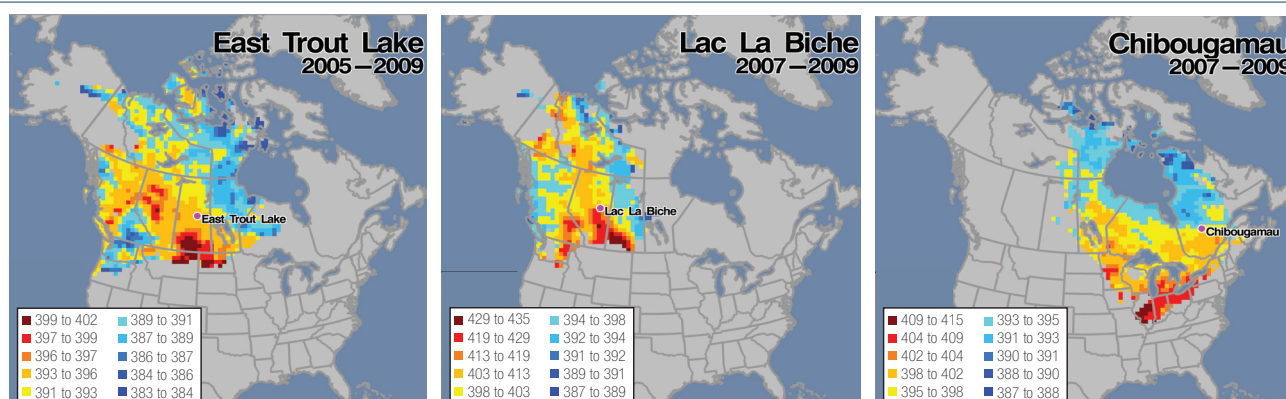 East Trout Lake
2005—2009
East Trout Lake
399 to 402
397 to 399
396 to 397
393 to 396
391 to 393
389 to 391
387 to 389
386 to 387
384 to 386
383 to 384
Lac La Biche
2007—2009
Lac La Biche
429 to 435
419 to 429
413 to 419
403 to 413
398 to 403
394 to 398
392 to 394
391 to 392
389 to 391
387 to 389
Chibougamau
2007—2009
Chibougamau
409 to 415
404 to 409
402 to 404
398 to 402
395 to 398
393 to 395
391 to 393
390 to 391
388 to 390
387 to 388